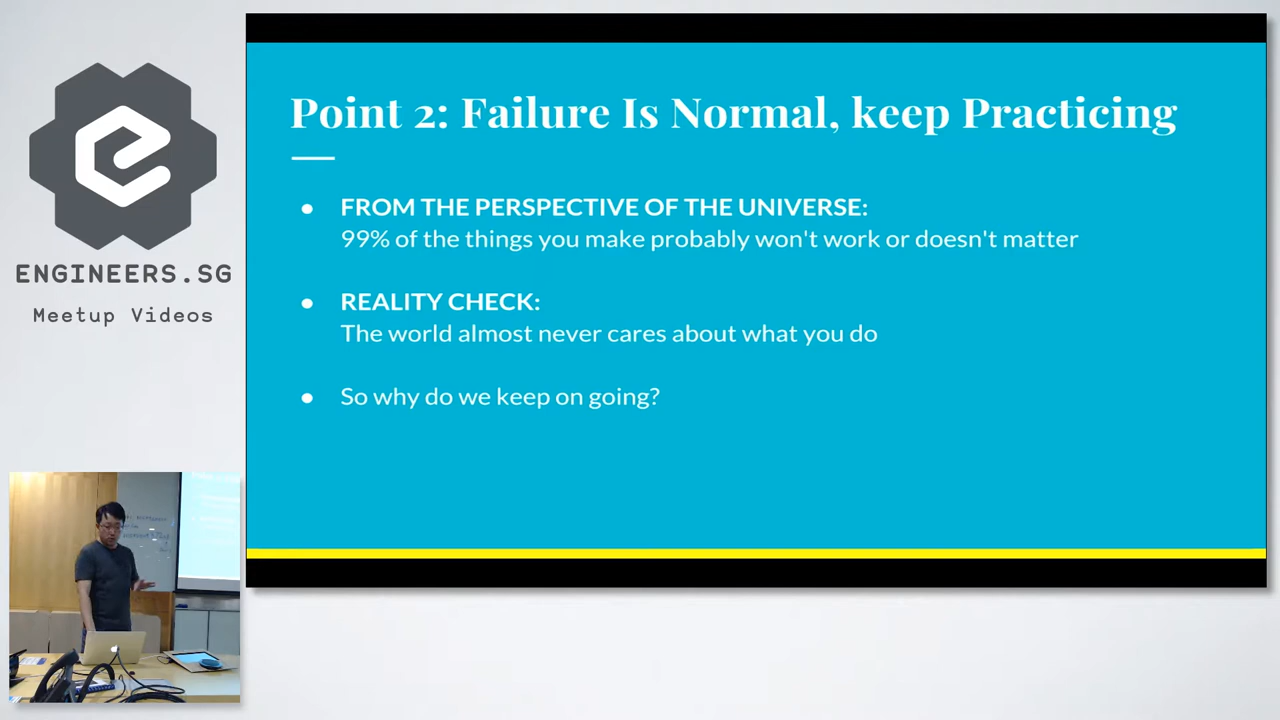 ENGINEERS.SG
Meetup Videos
Point 2: Failure Is Normal, keep Practicing
● FROM THE PERSPECTIVE OF THE UNIVERSE:
99% of the things you make probably won't work or doesn't matter
● REALITY CHECK:
The world almost never cares about what you do
● So why do we keep on going?